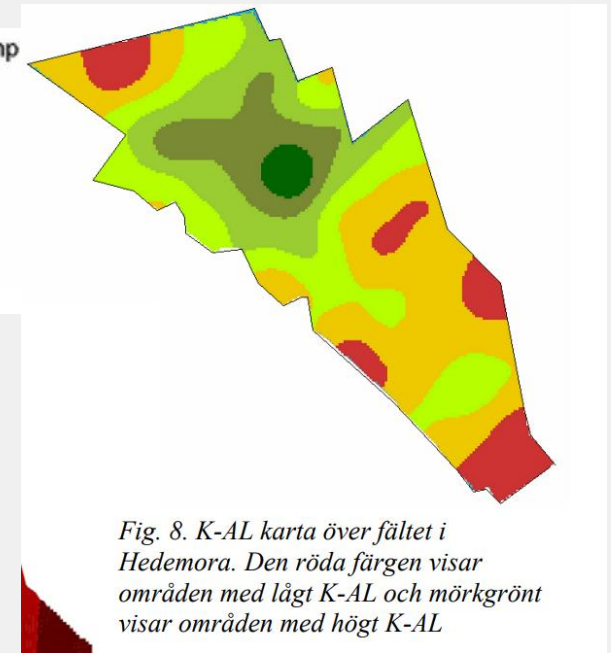 Fig. 8. K-AL karta över fältet i
Hedemora. Den röda färgen visar
områden med lågt K-AL och mörkgrönt
visar områden med högt K-AL